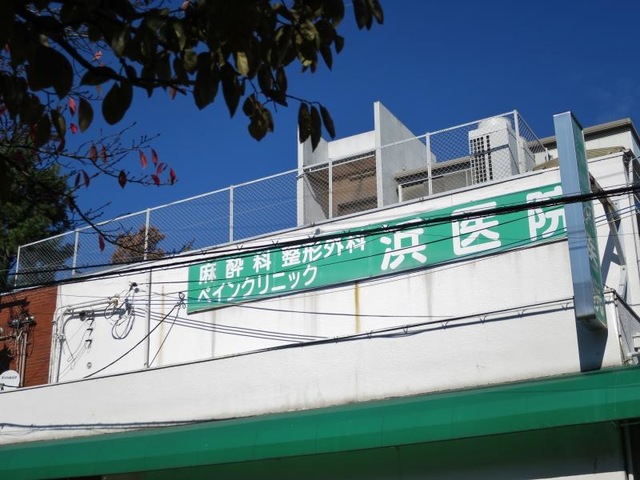 麻酔科 整形外科
ペインクリニック
浜医院